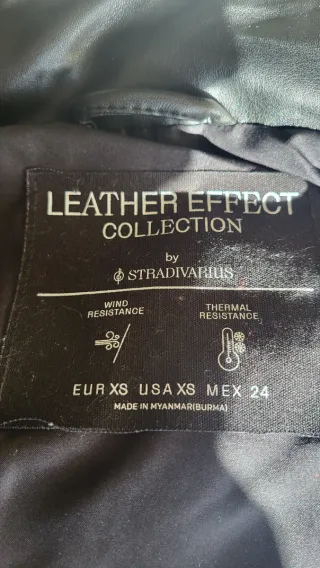 LEATHER EFFECT
COLLECTION
by
STRADIVARIUS
WIND
RESISTANCE
THERMAL
RESISTANCE
EUR XS USA XS MEX 24
MADE IN MYANMAR(BURMA)